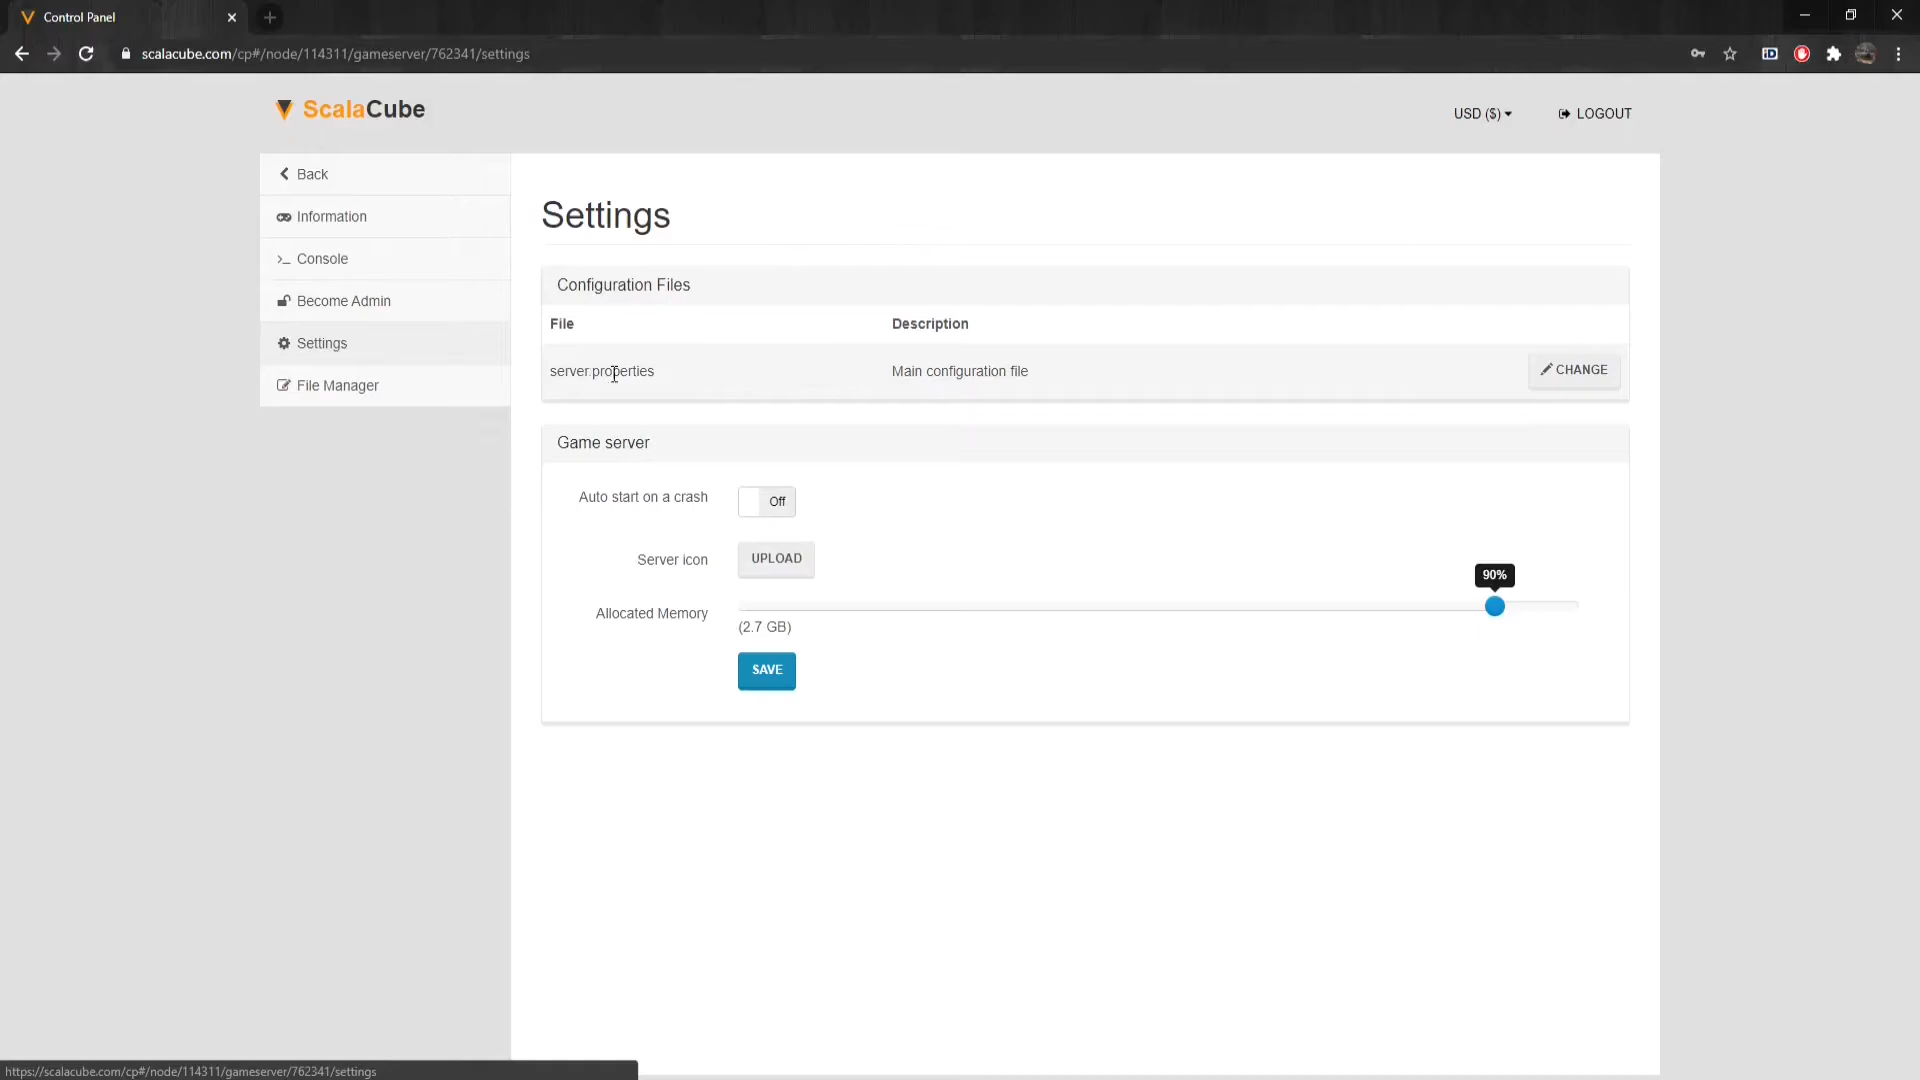 Control Panel
scalacube.com/cp#/node/114311/gameserver/762341/settings
ScalaCube
USD ($)
LOGOUT
Back
Information
Console
Become Admin
Settings
File Manager
Settings
Configuration Files
File Description
server.properties Main configuration file CHANGE
Game server
Auto start on a crash Off
Server icon UPLOAD
90%
Allocated Memory
(2.7 GB)
SAVE
https://scalacube.com/cp#/node/114311/gameserver/762341/settings